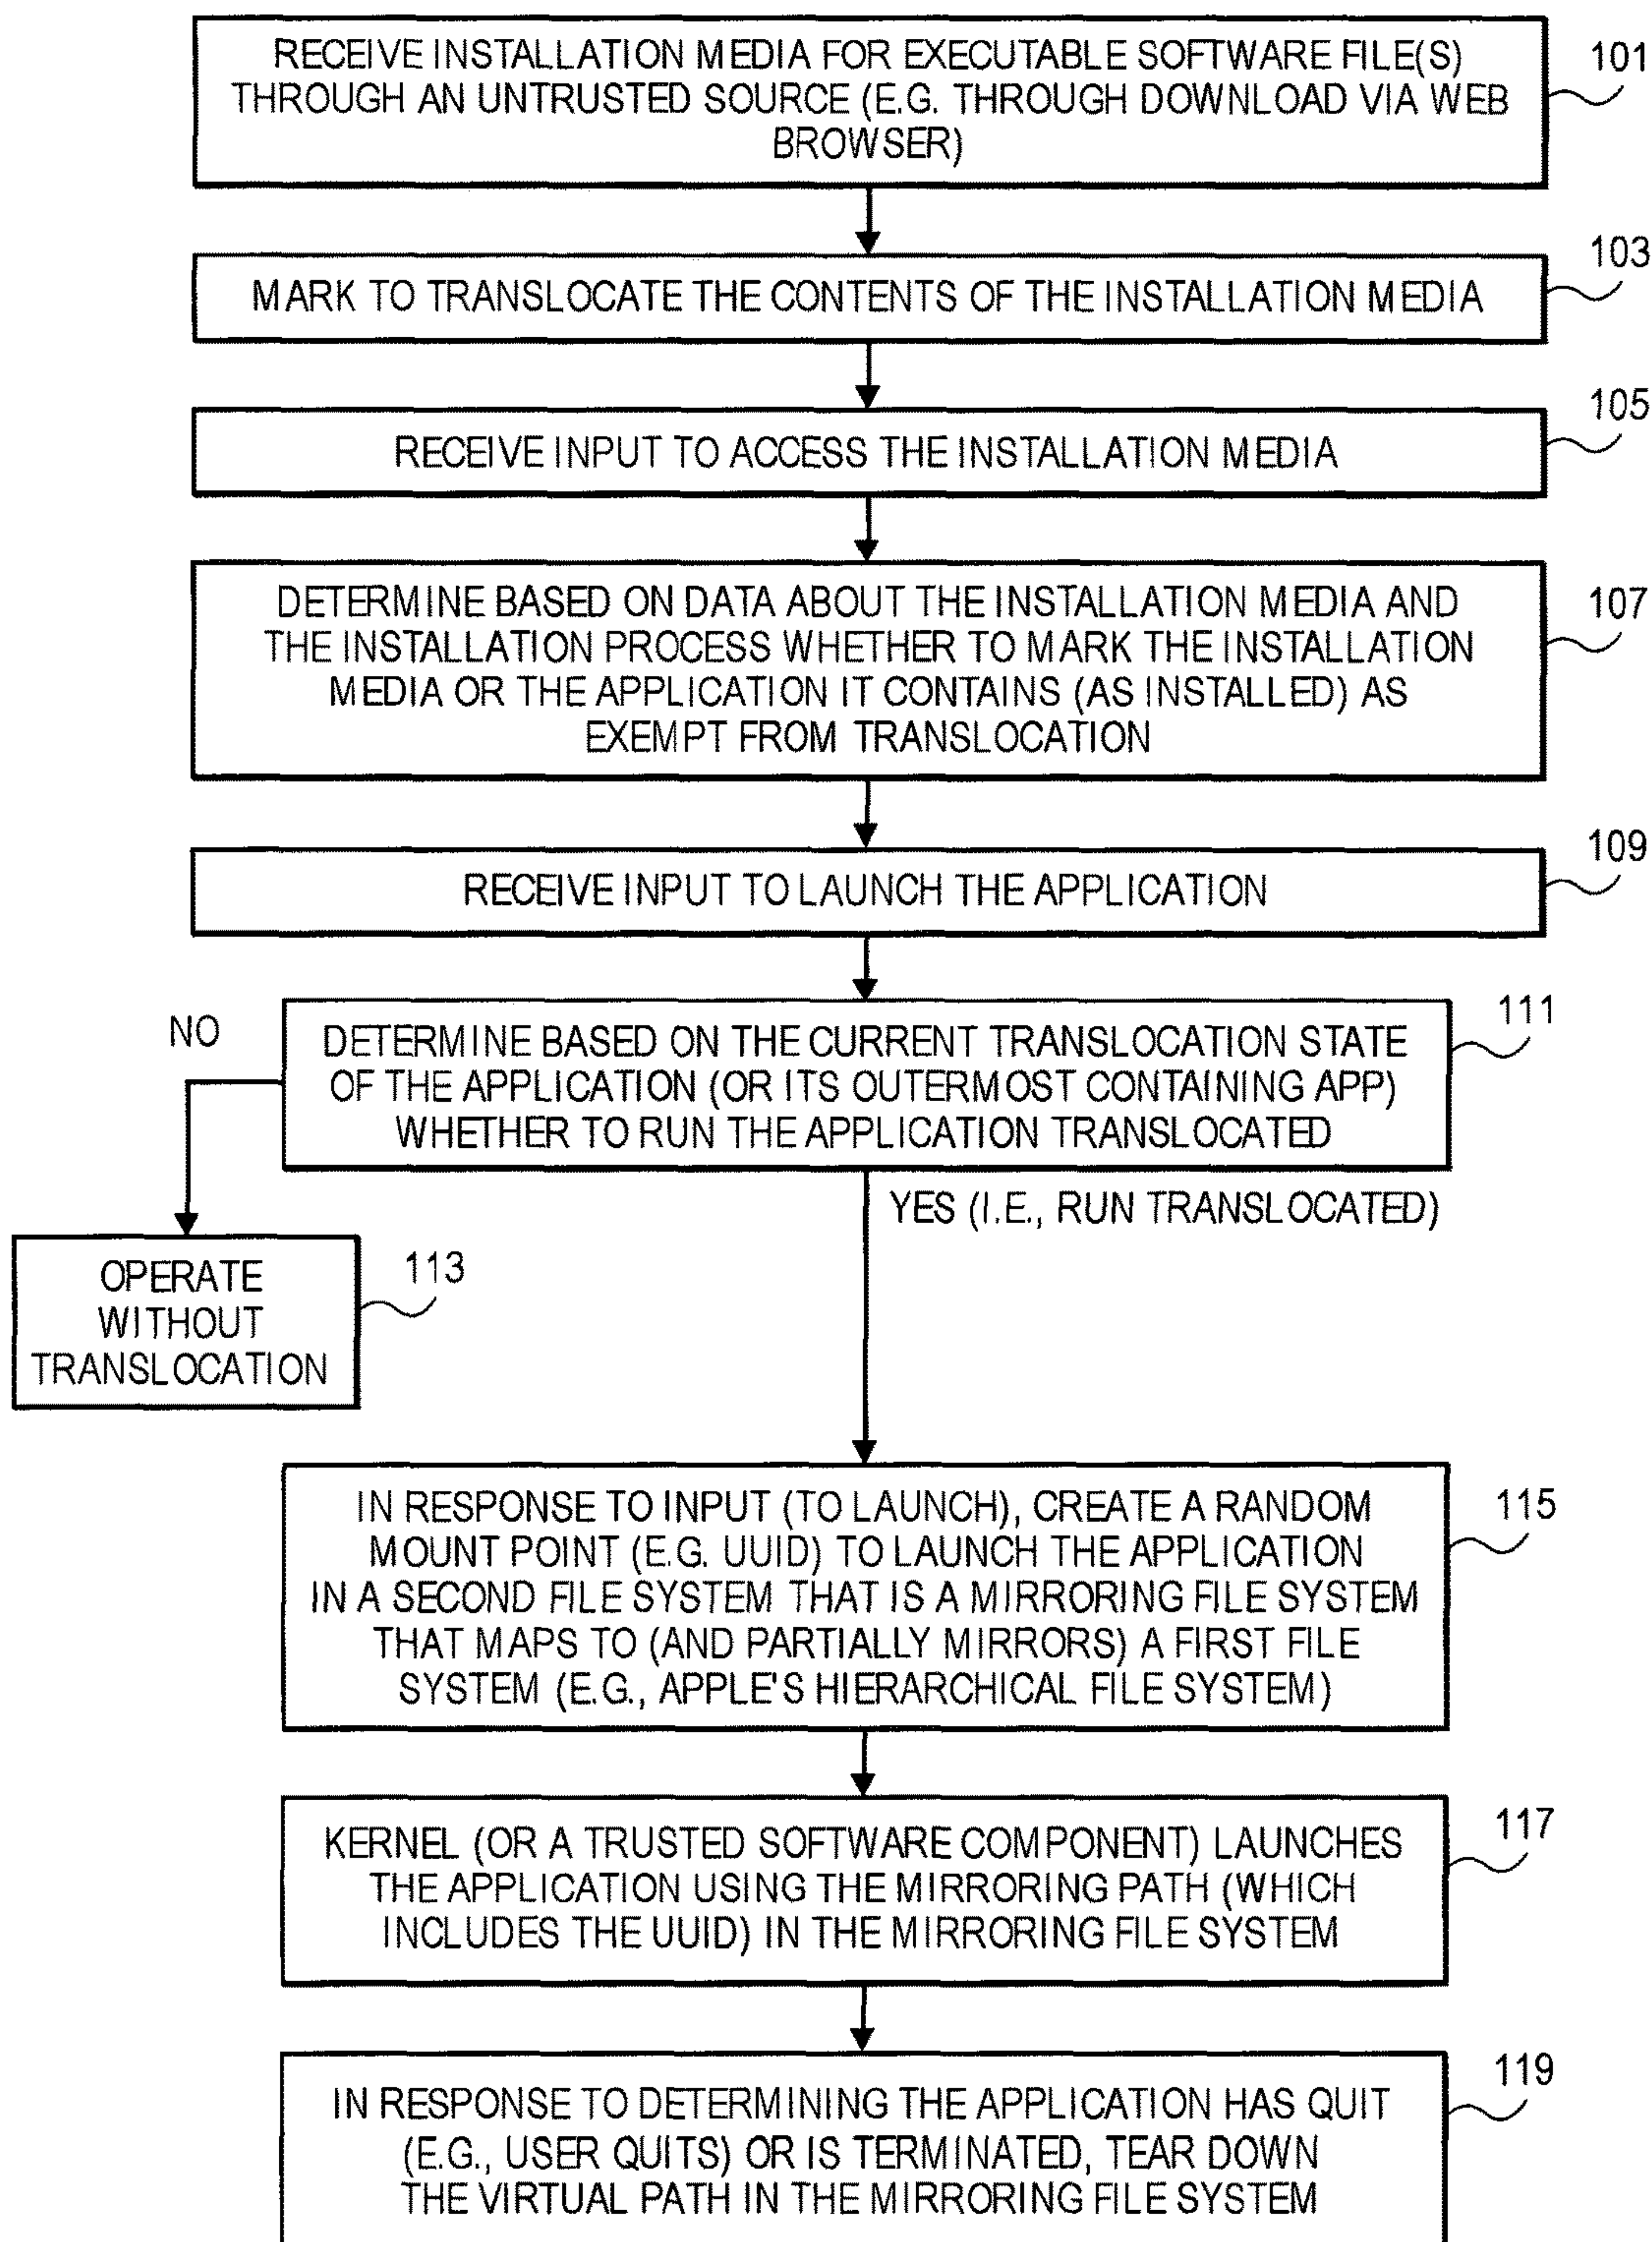 RECEIVE INSTALLATION MEDIA FOR EXECUTABLE SOFTWARE FILE(S)
THROUGH AN UNTRUSTED SOURCE (E.G. THROUGH DOWNLOAD VIA WEB
BROWSER)
101
MARK TO TRANSLOCATE THE CONTENTS OF THE INSTALLATION MEDIA
103
RECEIVE INPUT TO ACCESS THE INSTALLATION MEDIA
105
DETERMINE BASED ON DATA ABOUT THE INSTALLATION MEDIA AND
THE INSTALLATION PROCESS WHETHER TO MARK THE INSTALLATION
MEDIA OR THE APPLICATION IT CONTAINS (AS INSTALLED) AS
EXEMPT FROM TRANSLOCATION
107
RECEIVE INPUT TO LAUNCH THE APPLICATION
109
DETERMINE BASED ON THE CURRENT TRANSLOCATION STATE
OF THE APPLICATION (OR ITS OUTERMOST CONTAINING APP)
WHETHER TO RUN THE APPLICATION TRANSLOCATED
111
NO
YES (I.E., RUN TRANSLOCATED)
OPERATE
WITHOUT
TRANSLOCATION
113
IN RESPONSE TO INPUT (TO LAUNCH), CREATE A RANDOM
MOUNT POINT (E.G. UUID) TO LAUNCH THE APPLICATION
IN A SECOND FILE SYSTEM THAT IS A MIRRORING FILE SYSTEM
THAT MAPS TO (AND PARTIALLY MIRRORS) A FIRST FILE
SYSTEM (E.G., APPLE'S HIERARCHICAL FILE SYSTEM)
115
KERNEL (OR A TRUSTED SOFTWARE COMPONENT) LAUNCHES
THE APPLICATION USING THE MIRRORING PATH (WHICH
INCLUDES THE UUID) IN THE MIRRORING FILE SYSTEM
117
IN RESPONSE TO DETERMINING THE APPLICATION HAS QUIT
(E.G., USER QUITS) OR IS TERMINATED, TEAR DOWN
THE VIRTUAL PATH IN THE MIRRORING FILE SYSTEM
119